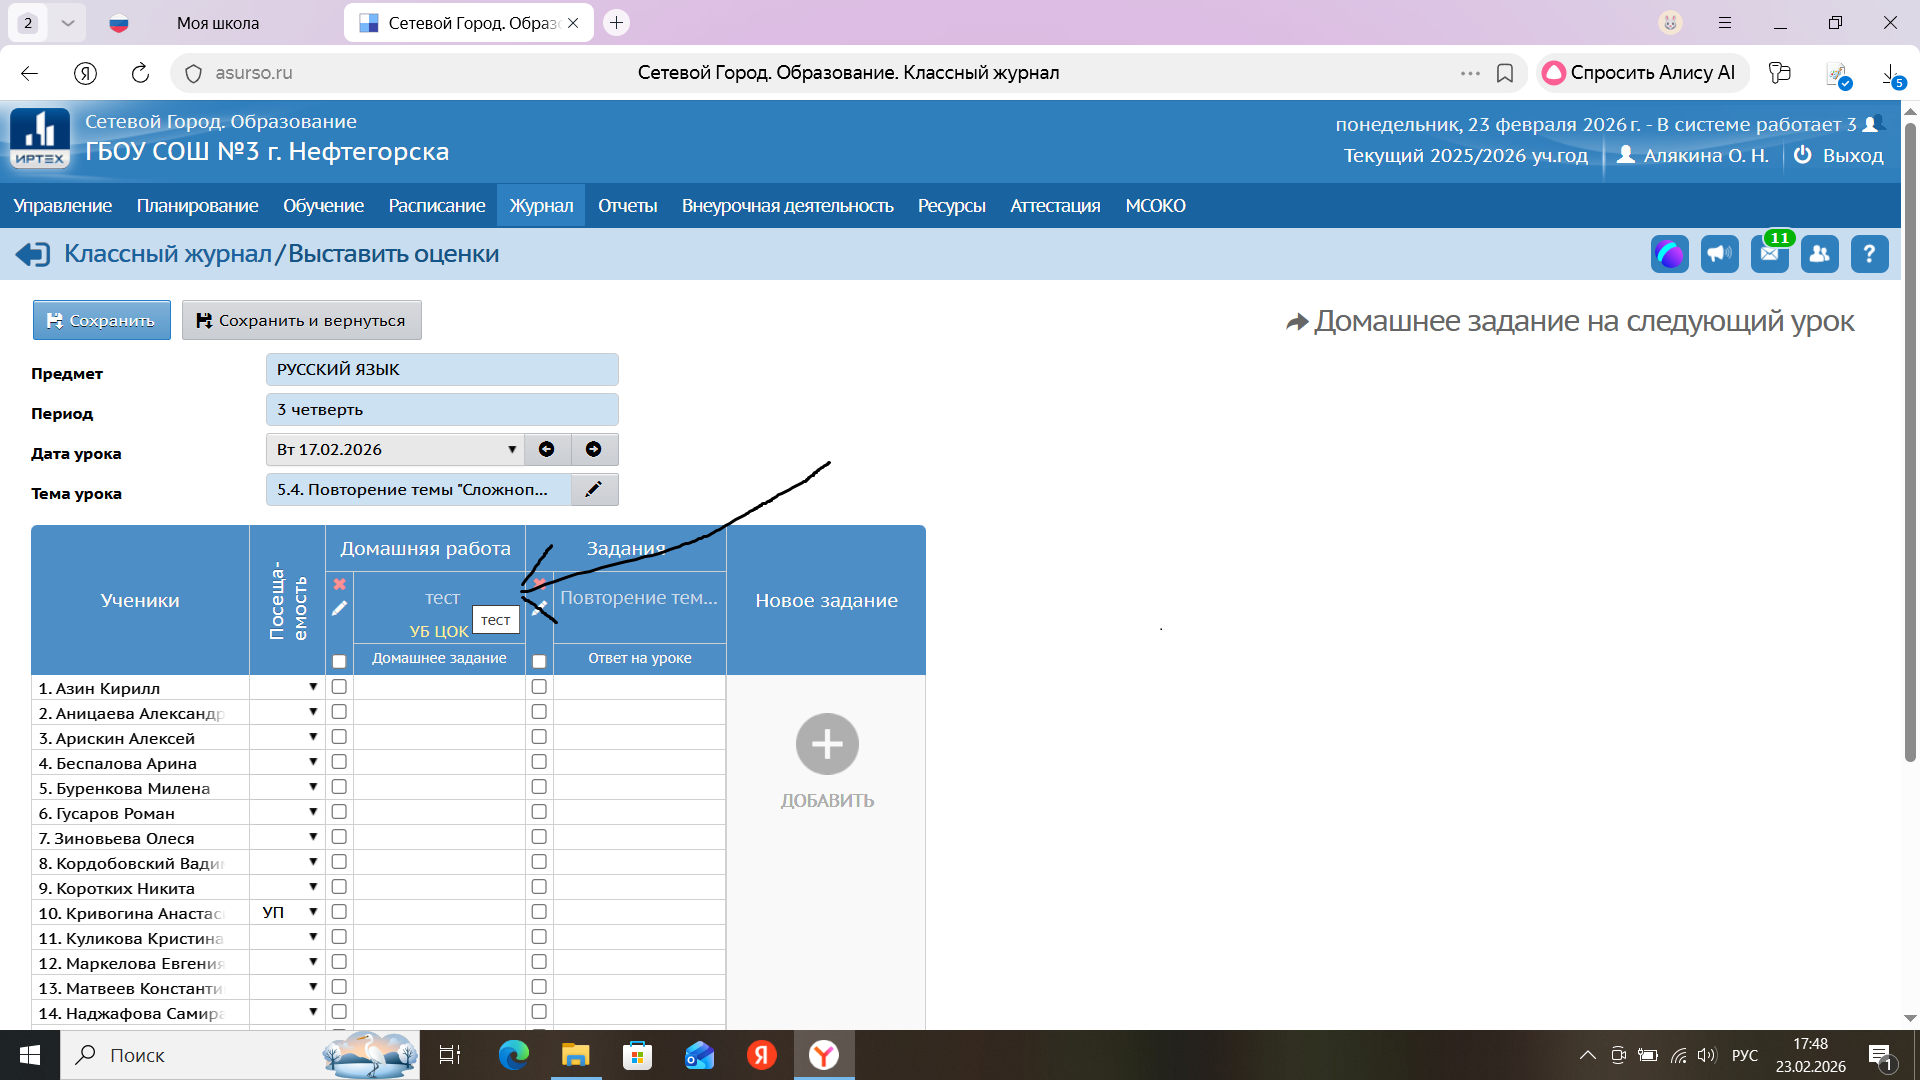 2
Моя школа
Сетевой Город. Образо
asurso.ru
Сетевой Город. Образование. Классный журнал
Спросить Алису AI
5
ИРТЕХ
Сетевой Город. Образование
ГБОУ СОШ №3 г. Нефтегорска
понедельник, 23 февраля 2026 г. - В системе работает 3
Текущий 2025/2026 уч.год
Алякина О. Н.
Выход
Управление
Планирование
Обучение
Расписание
Журнал
Отчеты
Внеурочная деятельность
Ресурсы
Аттестация
МСОКО
Классный журнал / Выставить оценки
11
?
Сохранить
Сохранить и вернуться
Домашнее задание на следующий урок
Предмет
РУССКИЙ ЯЗЫК
Период
3 четверть
Дата урока
Вт 17.02.2026
Тема урока
5.4. Повторение темы "Сложноп...
Ученики
Посеща-
емость
Домашняя работа
Задания
Новое задание
тест
Повторение тем...
УБ ЦОК
тест
Домашнее задание
Ответ на уроке
1. Азин Кирилл
2. Аницаева Александр
3. Арискин Алексей
4. Беспалова Арина
5. Буренкова Милена
6. Гусаров Роман
7. Зиновьева Олеся
8. Кордобовский Вади
9. Коротких Никита
10. Кривогина Анастас
УП
11. Куликова Кристина
12. Маркелова Евгения
13. Матвеев Константи
14. Наджафова Самира
ДОБАВИТЬ
Поиск
РУС
17:48
23.02.2026
1